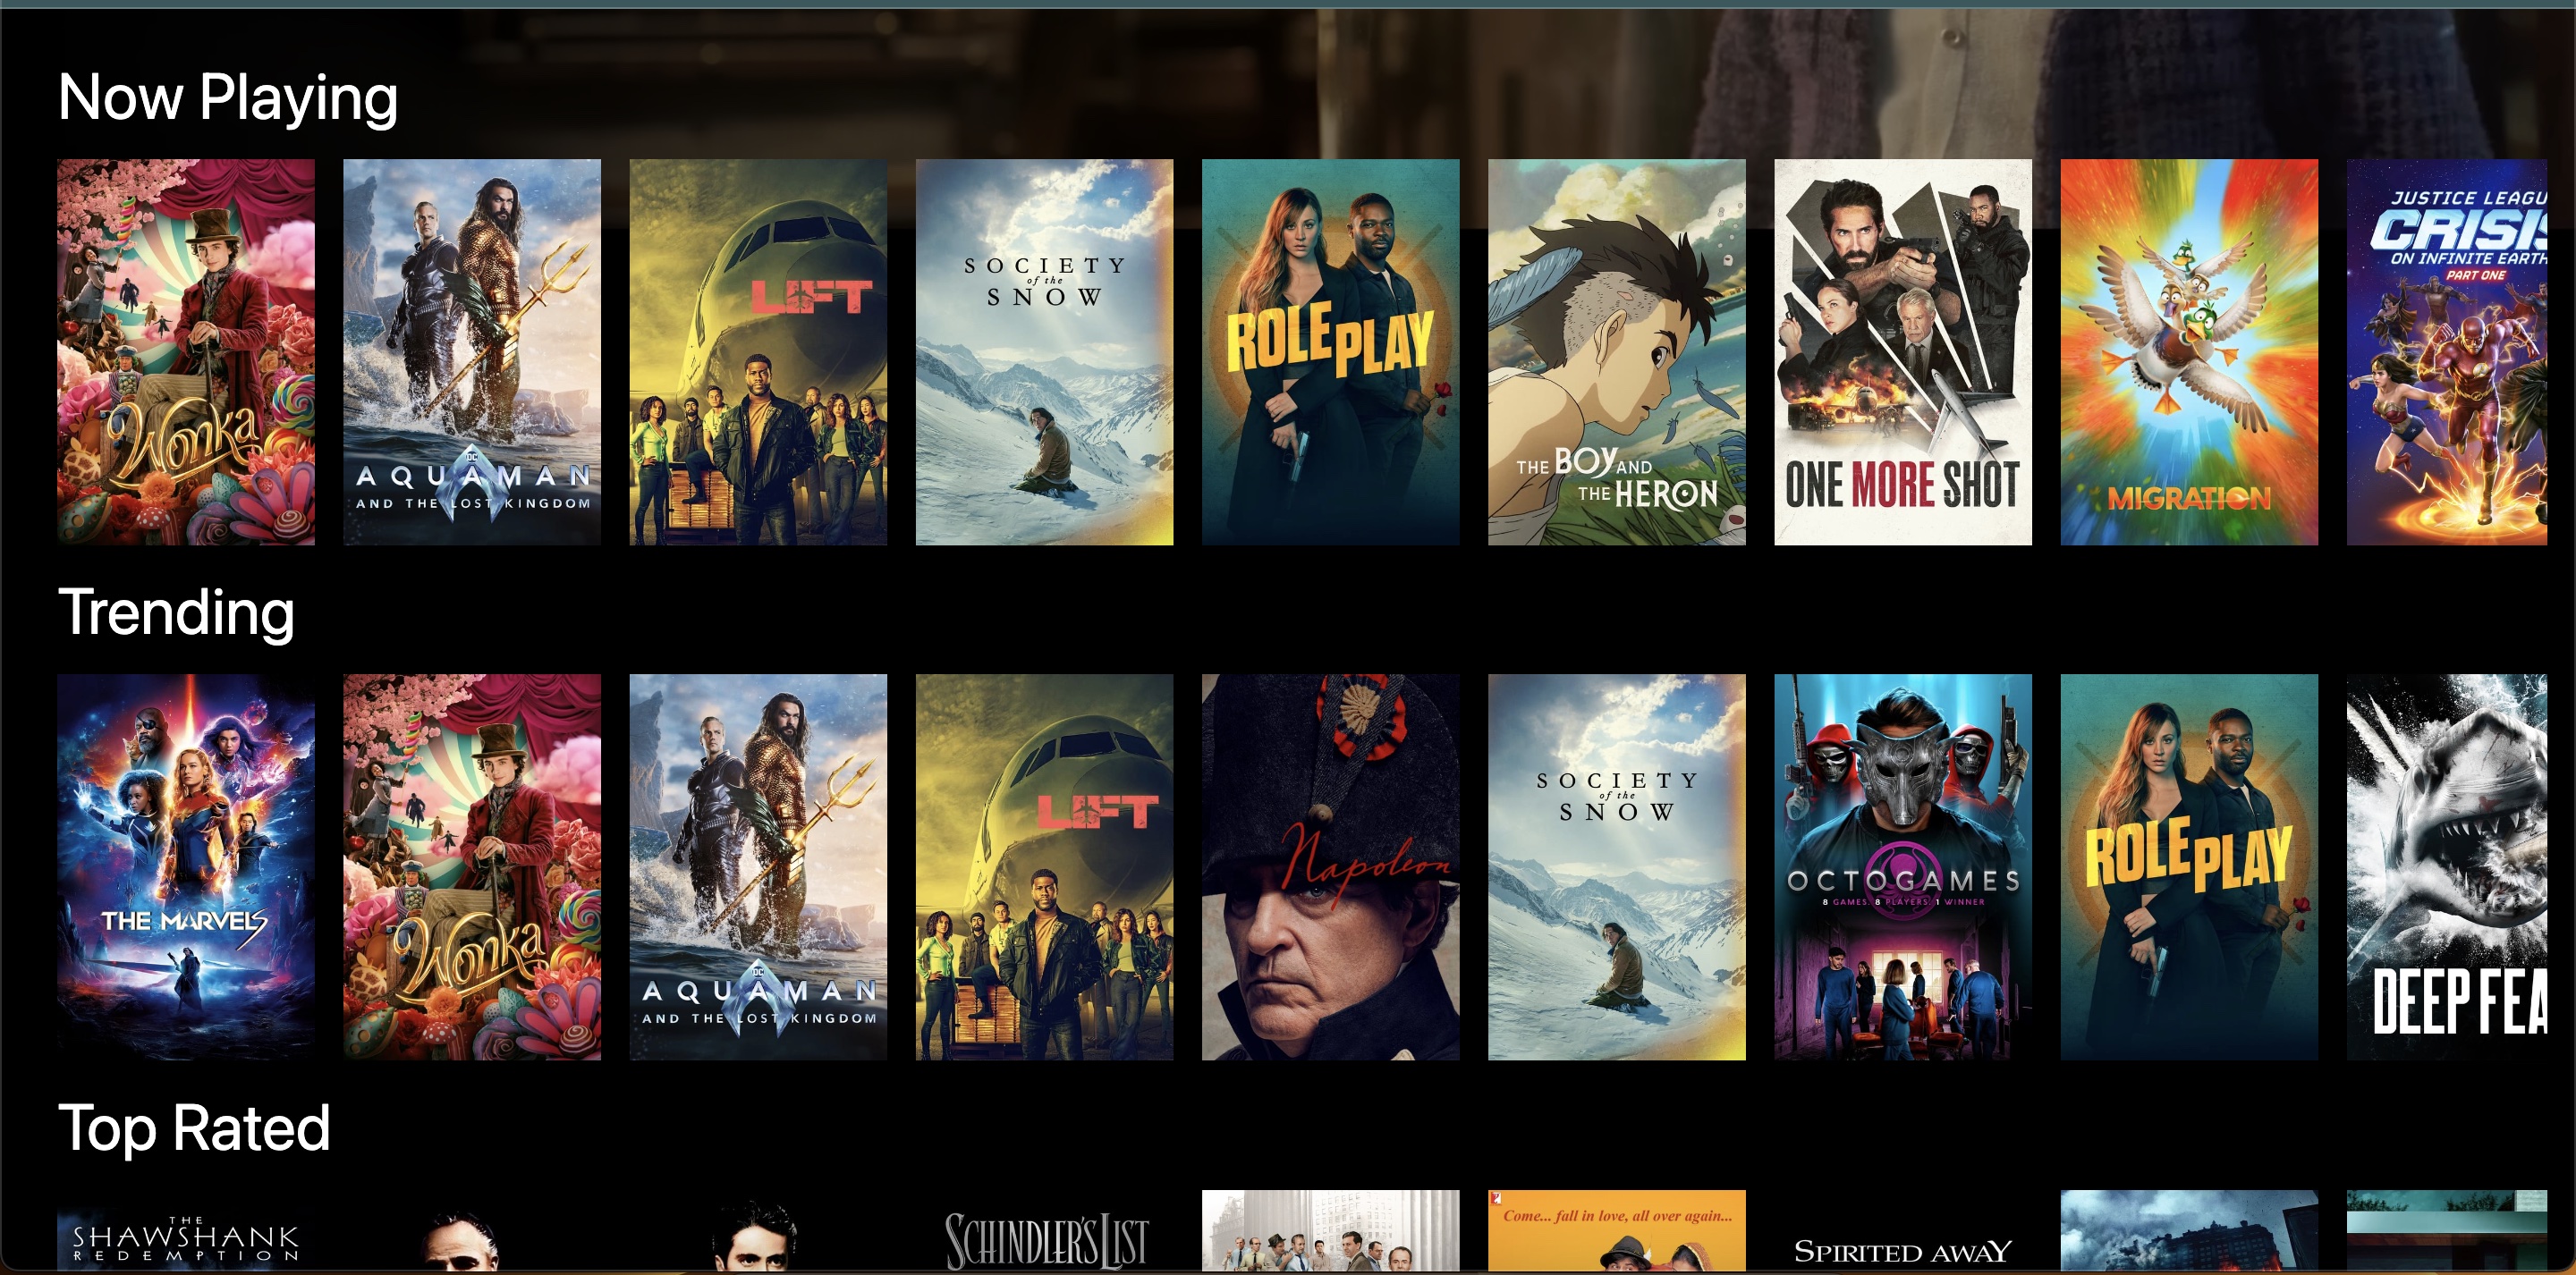 Now Playing
Wonka
DC
AQUAMAN
AND THE LOST KINGDOM
LIFT
SOCIETY
of the
SNOW
ROLE PLAY
THE BOY AND
THE HERON
ONE MORE SHOT
MIGRATION
JUSTICE LEAGU
CRISIS
ON INFINITE EARTH
PART ONE
Trending
THE MARVELS
Wonka
DC
AQUAMAN
AND THE LOST KINGDOM
LIFT
Napoleon
SOCIETY
of the
SNOW
OCTOGAMES
8 GAMES. 8 PLAYERS. 1 WINNER
ROLE PLAY
DEEP FEA
Top Rated
THE
SHAWSHANK
REDEMPTION
SCHINDLER'S LIST
Come... fall in love, all over again...
SPIRITED AWAY